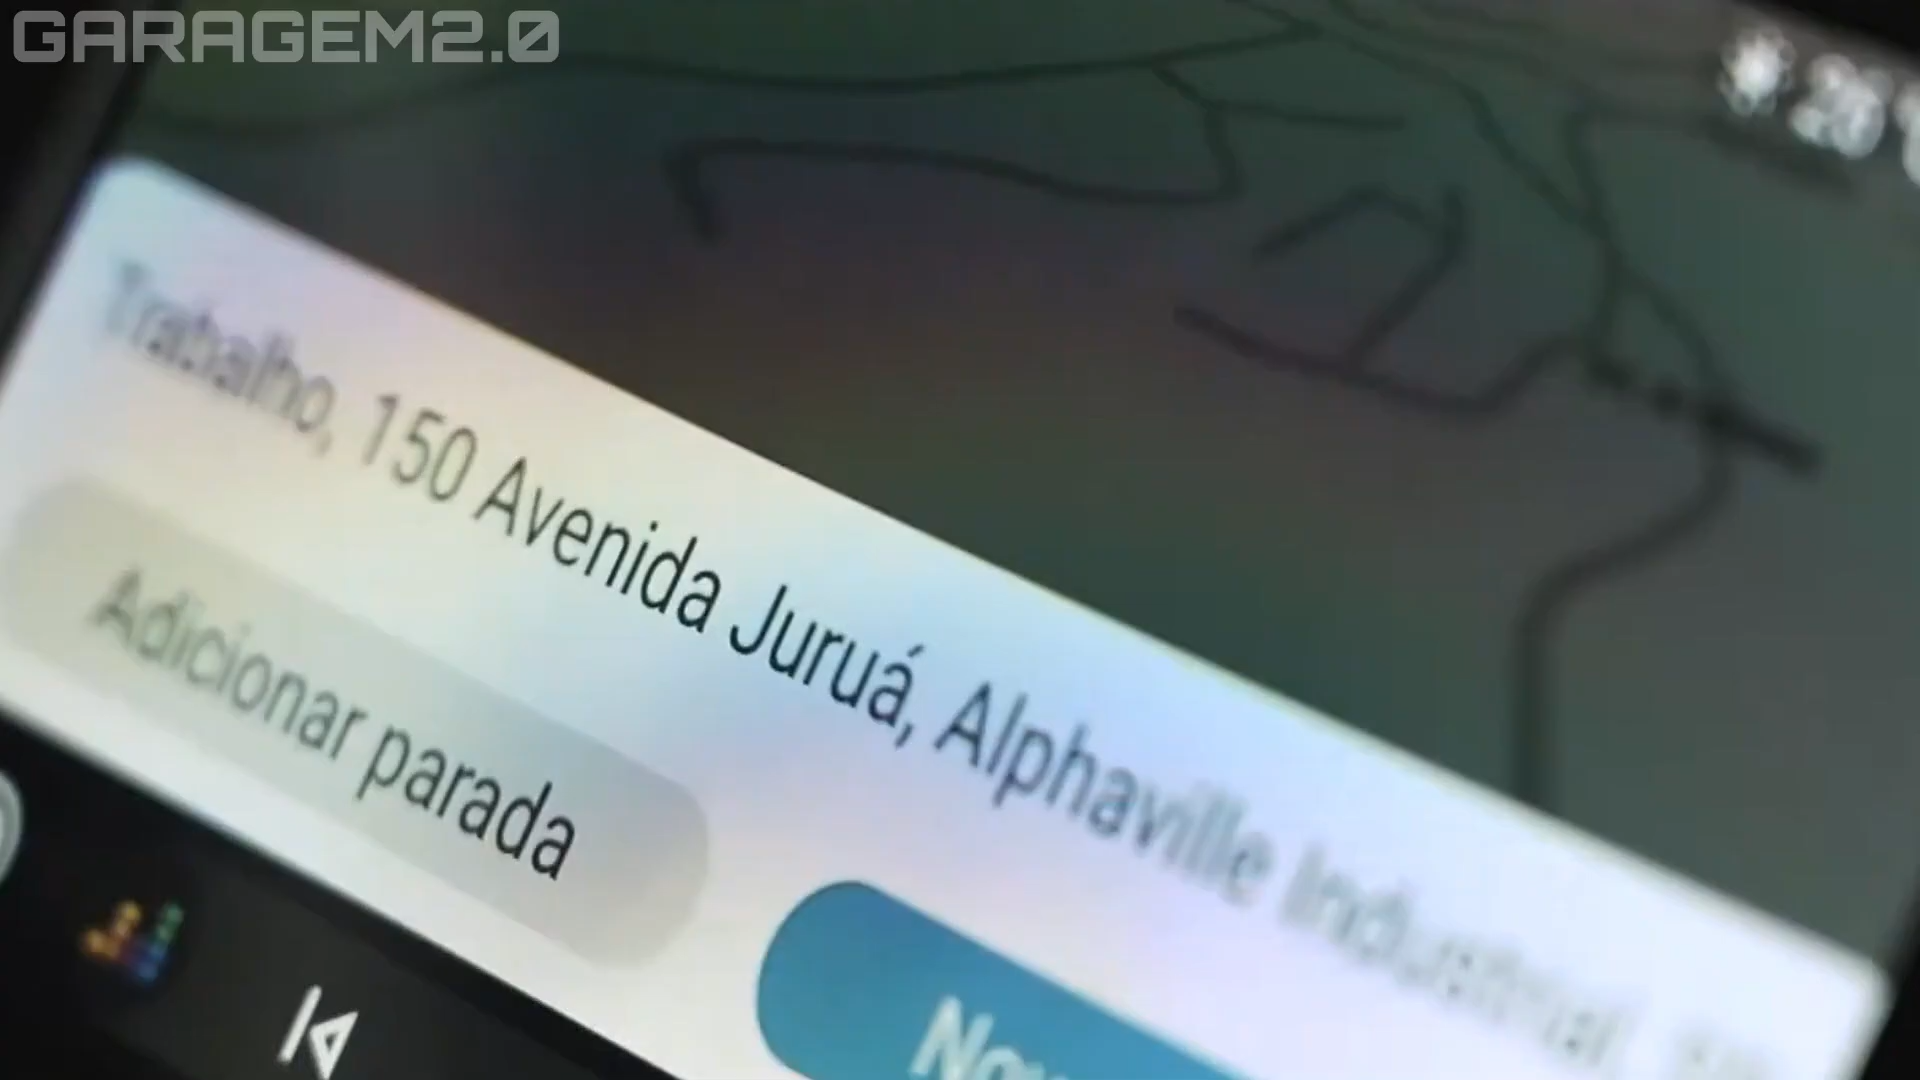 GARAGEM2.0
Trabalho, 150 Avenida Juruá, Alphaville Industrial,
Adicionar parada